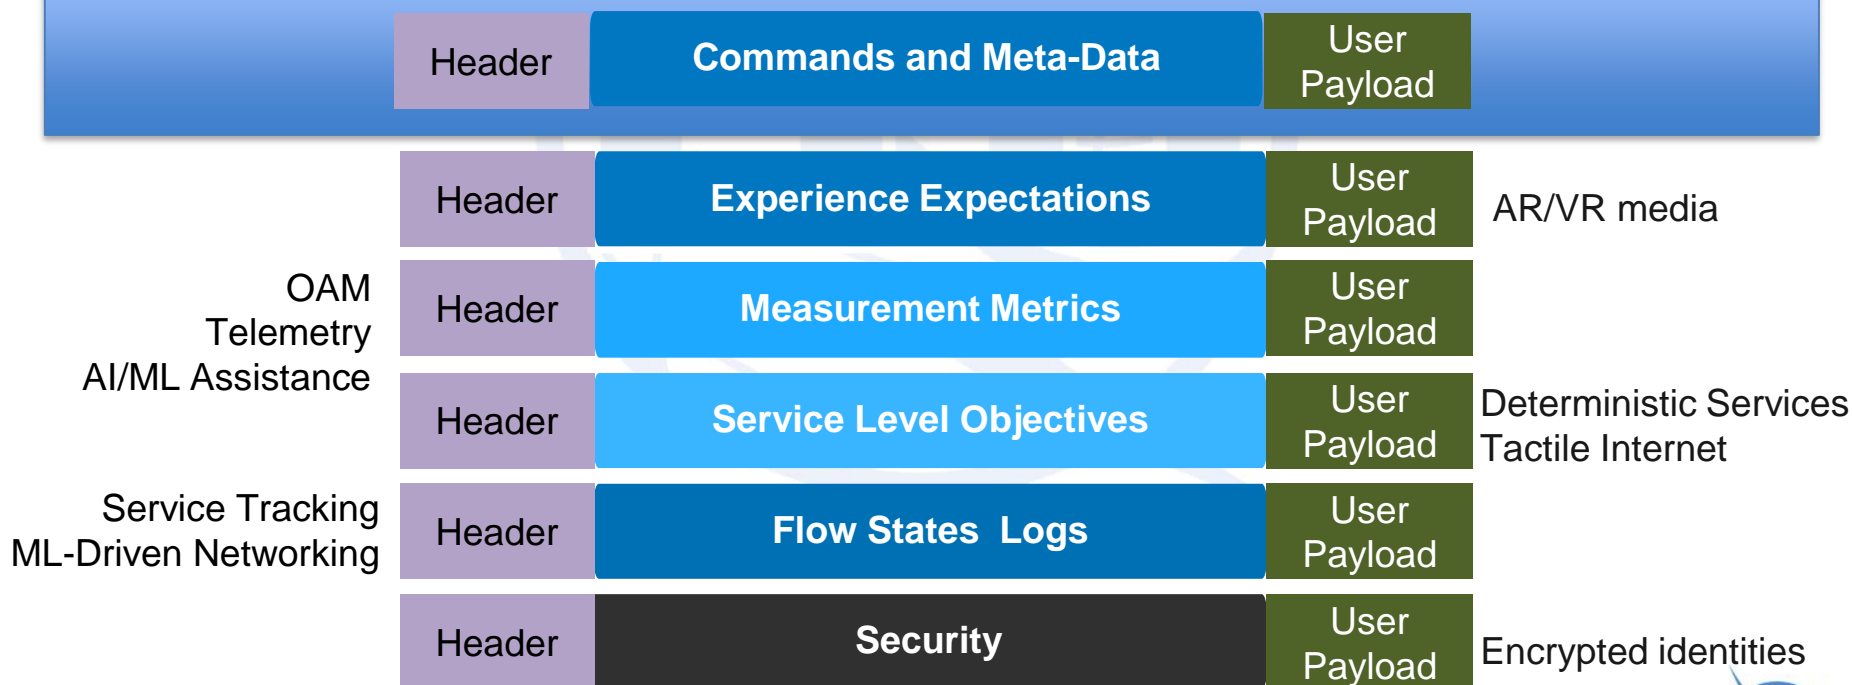 Header
Commands and Meta-Data
User
Payload
Header
Experience Expectations
User
Payload
AR/VR media
OAM
Telemetry
AI/ML Assistance
Header
Measurement Metrics
User
Payload
Header
Service Level Objectives
User
Payload
Deterministic Services
Tactile Internet
Service Tracking
ML-Driven Networking
Header
Flow States  Logs
User
Payload
Header
Security
User
Payload
Encrypted identities